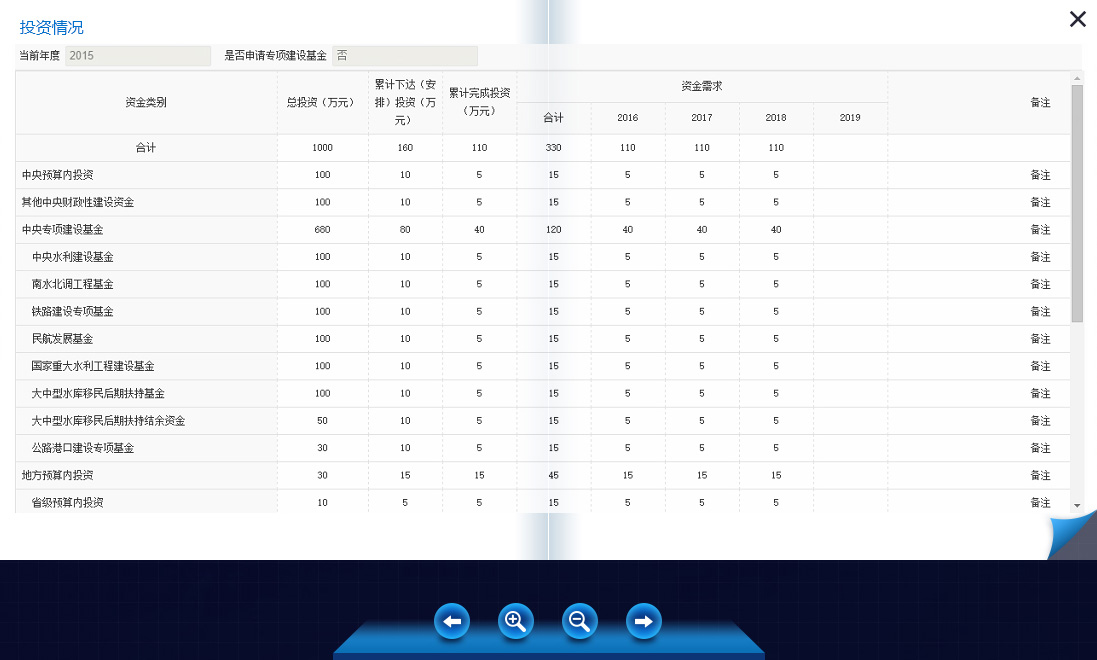 投资情况
当前年度 2015 是否申请专项建设基金 否
资金类别 总投资（万元） 累计下达（安排）投资（万元） 累计完成投资（万元） 资金需求 备注
合计 2016 2017 2018 2019
合计 1000 160 110 330 110 110 110
中央预算内投资 100 10 5 15 5 5 5 备注
其他中央财政性建设资金 100 10 5 15 5 5 5 备注
中央专项建设基金 680 80 40 120 40 40 40 备注
中央水利建设基金 100 10 5 15 5 5 5 备注
南水北调工程基金 100 10 5 15 5 5 5 备注
铁路建设专项基金 100 10 5 15 5 5 5 备注
民航发展基金 100 10 5 15 5 5 5 备注
国家重大水利工程建设基金 100 10 5 15 5 5 5 备注
大中型水库移民后期扶持基金 100 10 5 15 5 5 5 备注
大中型水库移民后期扶持结余资金 50 10 5 15 5 5 5 备注
公路港口建设专项基金 30 10 5 15 5 5 5 备注
地方预算内投资 30 15 15 45 15 15 15 备注
省级预算内投资 10 5 5 15 5 5 5 备注